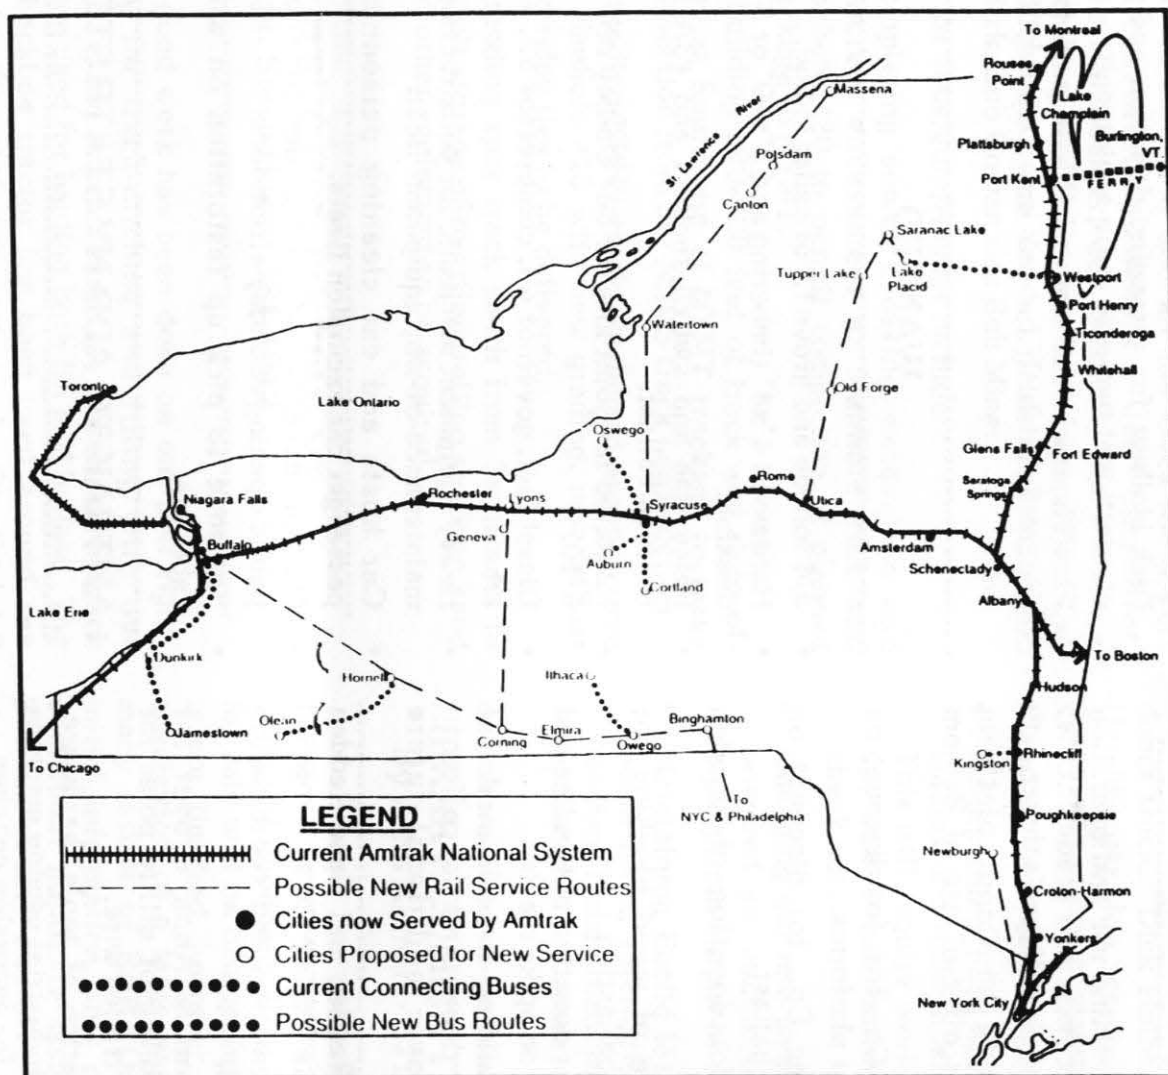 To Montreal
Rouses
Point
Lake
Champlain
Massena
River
St. Lawrence
Plattsburgh
Burlington,
VT.
Polsdam
Port Kent
FERRY
Canton
Saranac Lake
Tupper Lake
Lake
Placid
Westport
Port Henry
Watertown
Ticonderoga
Whitehall
Toronto
Old Forge
Lake Ontario
Oswego
Glens Falls
Fort Edward
Saratoga
Springs
Rome
Niagara Falls
Rochester
Lyons
Syracuse
Utica
Geneva
Buffalo
Auburn
Amsterdam
Schenectady
Cortland
Lake Erie
Albany
To Boston
Dunkirk
Hornell
Ithaca
Hudson
Olean
Jamestown
Corning
Elmira
Owego
Binghamton
Kingston
Rhinecliff
To Chicago
To
NYC & Philadelphia
Poughkeepsie
Newburgh
Croton-Harmon
Yonkers
New York City
LEGEND
Current Amtrak National System
Possible New Rail Service Routes
Cities now Served by Amtrak
Cities Proposed for New Service
Current Connecting Buses
Possible New Bus Routes